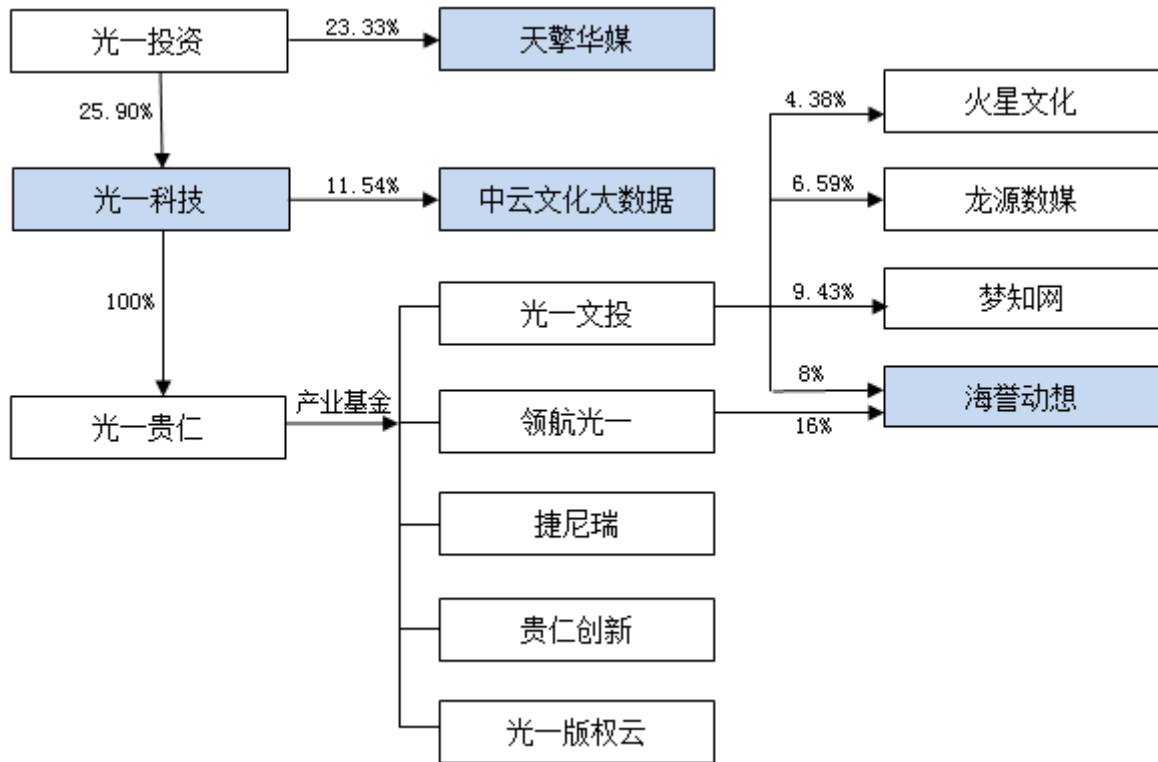 光一投资
23.33%
天擎华媒
25.90%
4.38%
火星文化
光一科技
11.54%
中云文化大数据
6.59%
龙源数媒
100%
光一文投
9.43%
梦知网
光一贵仁
产业基金
领航光一
8%
16%
海誉动想
捷尼瑞
贵仁创新
光一版权云